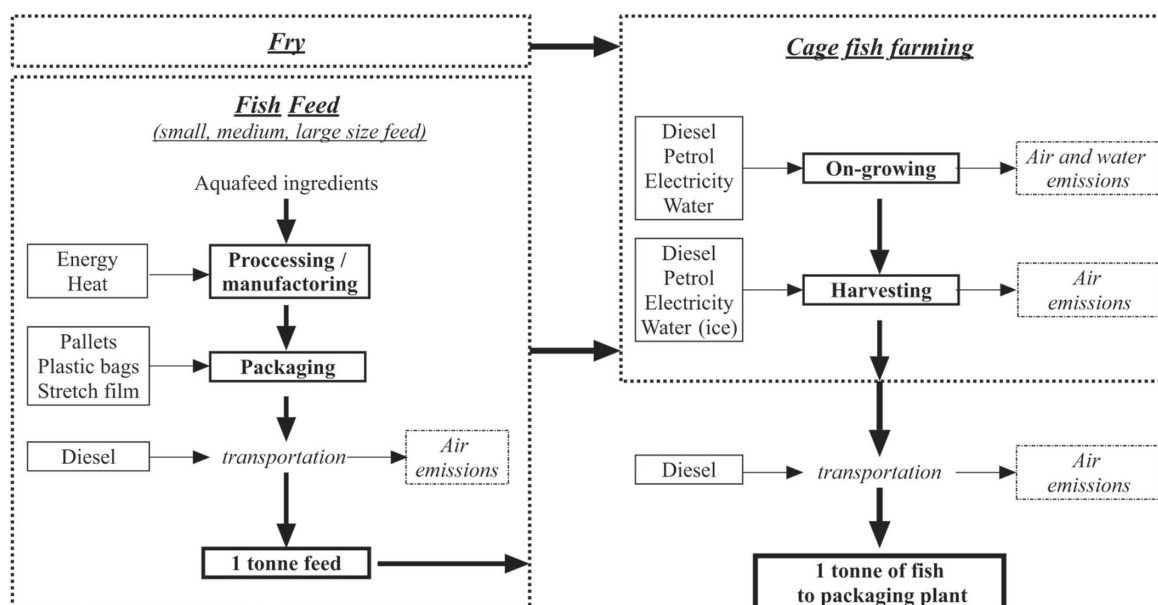 Fry
Fish Feed
(small, medium, large size feed)
Aquafeed ingredients
Energy
Heat
Proccessing /
manufactoring
Pallets
Plastic bags
Stretch film
Packaging
Diesel
transportation
Air
emissions
1 tonne feed
Cage fish farming
Diesel
Petrol
Electricity
Water
On-growing
Air and water
emissions
Diesel
Petrol
Electricity
Water (ice)
Harvesting
Air
emissions
Diesel
transportation
Air
emissions
1 tonne of fish
to packaging plant